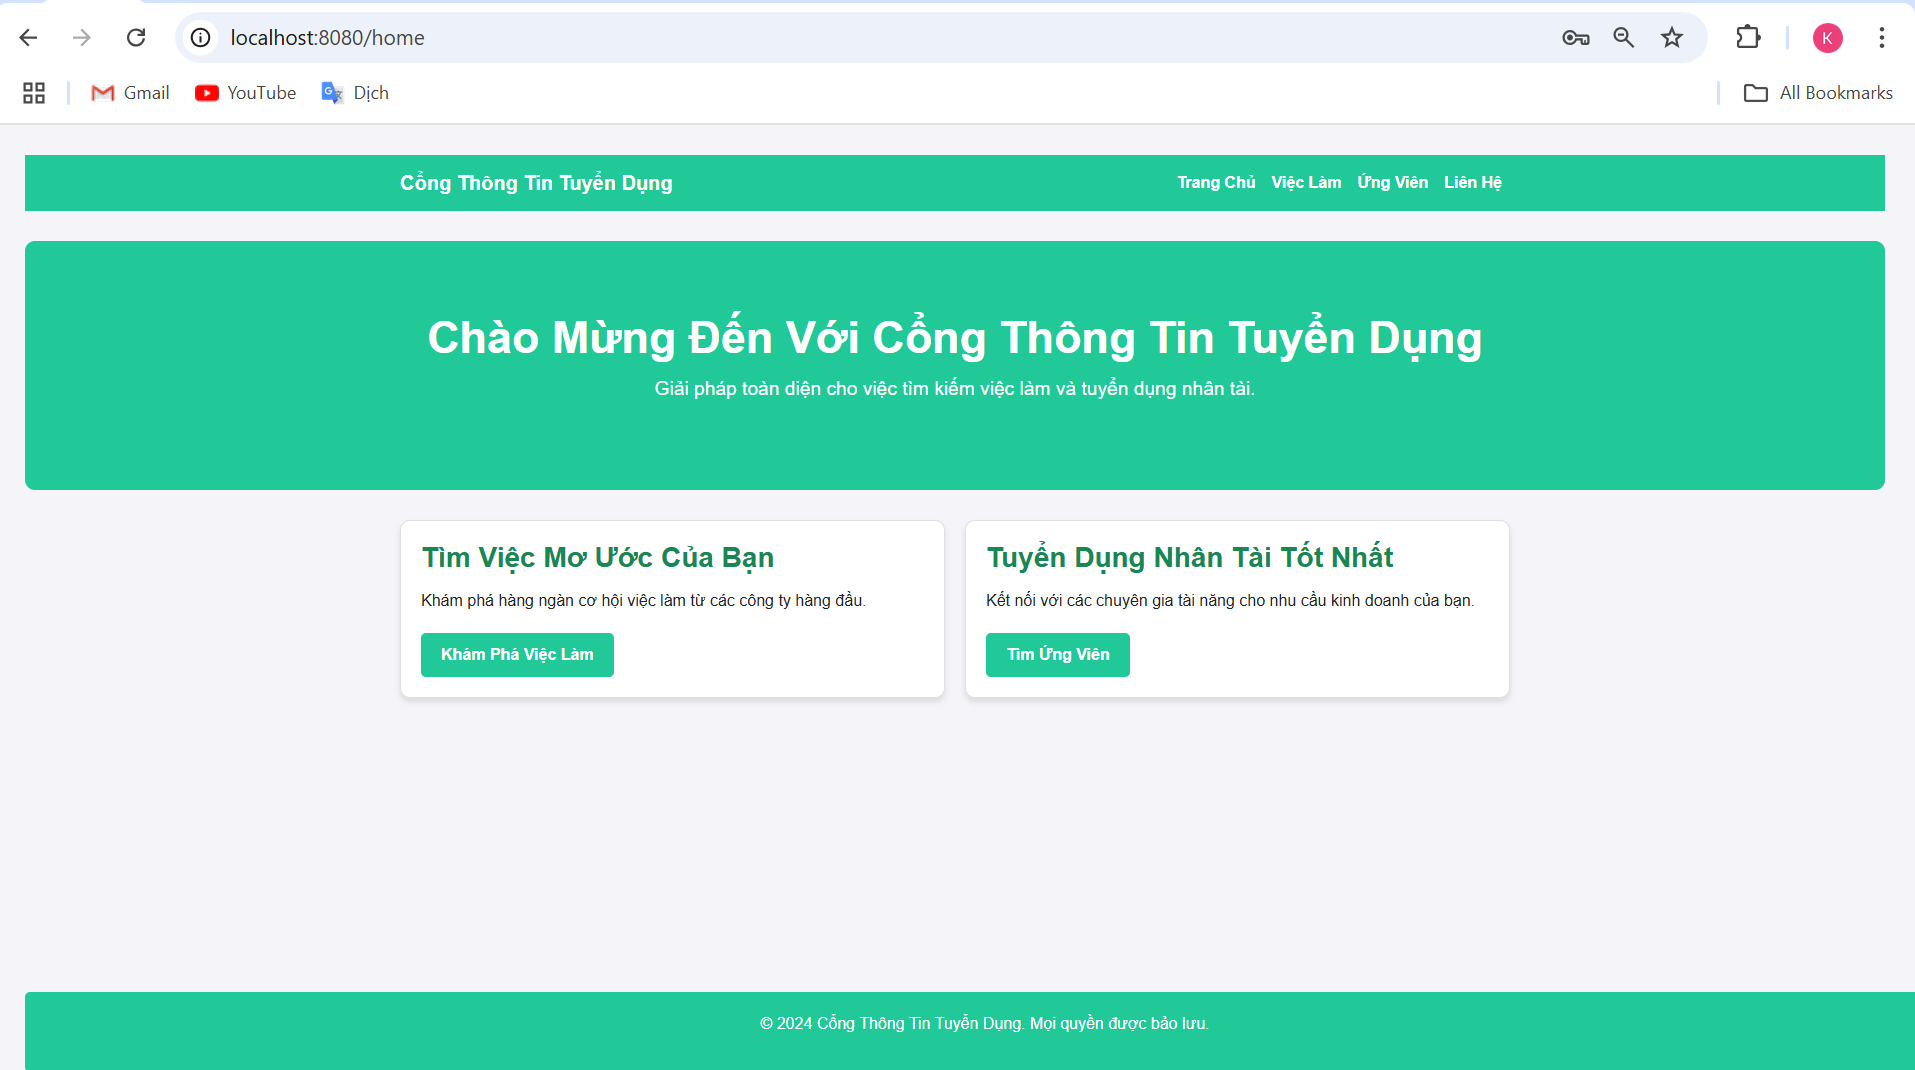 localhost:8080/home
K
Gmail
YouTube
Dịch
All Bookmarks
Cổng Thông Tin Tuyển Dụng
Trang Chủ
Việc Làm
Ứng Viên
Liên Hệ
Chào Mừng Đến Với Cổng Thông Tin Tuyển Dụng
Giải pháp toàn diện cho việc tìm kiếm việc làm và tuyển dụng nhân tài.
Tìm Việc Mơ Ước Của Bạn
Khám phá hàng ngàn cơ hội việc làm từ các công ty hàng đầu.
Khám Phá Việc Làm
Tuyển Dụng Nhân Tài Tốt Nhất
Kết nối với các chuyên gia tài năng cho nhu cầu kinh doanh của bạn.
Tìm Ứng Viên
© 2024 Cổng Thông Tin Tuyển Dụng. Mọi quyền được bảo lưu.